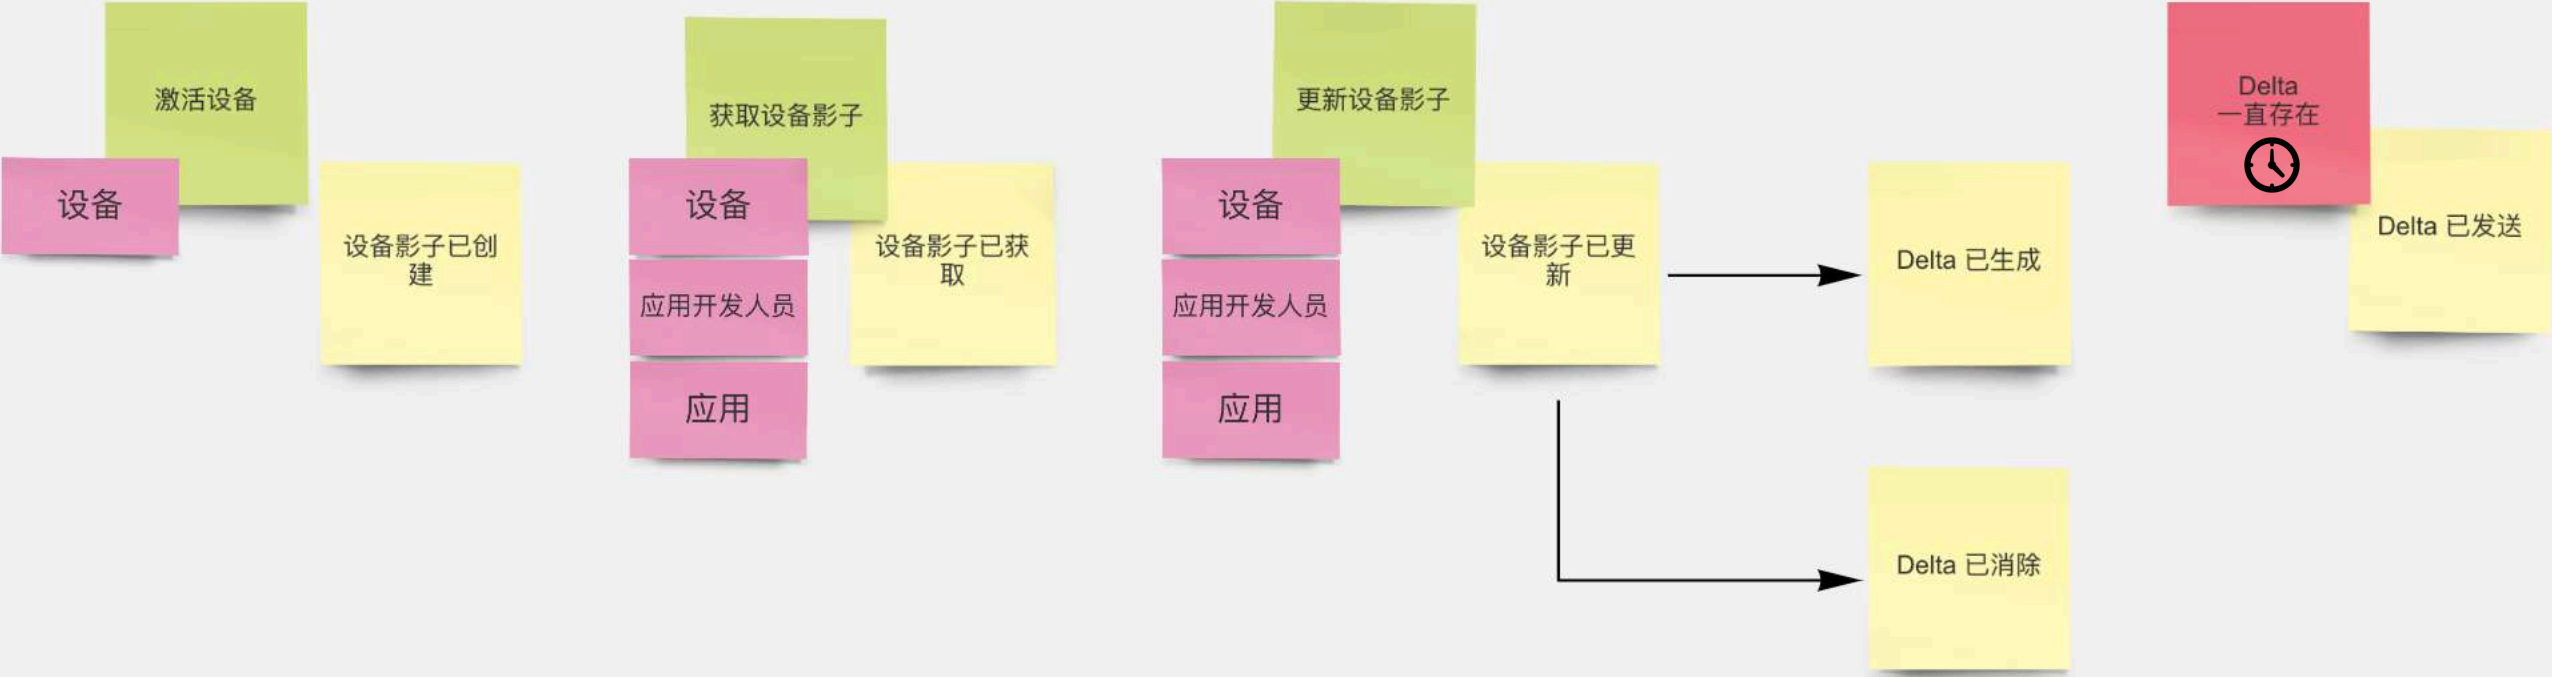 激活设备
设备
设备影子已创
建
获取设备影子
设备
应用开发人员
应用
设备影子已获
取
更新设备影子
设备
应用开发人员
应用
设备影子已更
新
Delta 已生成
Delta 已消除
Delta
一直存在
Delta 已发送